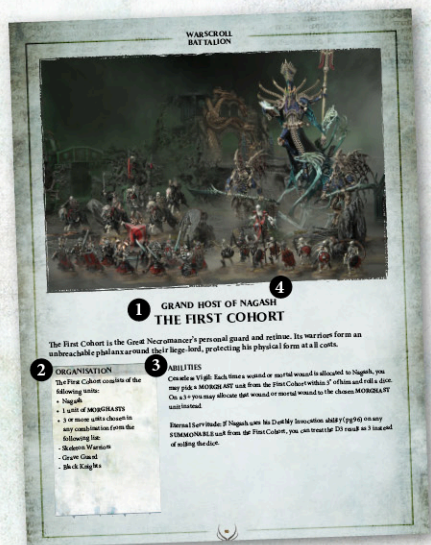 WARSCROLL
BATTALION
1 GRAND HOST OF NAGASH 4
THE FIRST COHORT
The First Cohort is the Great Necromancer's personal guard and retinue. Its warriors form an
unbreachable phalanx around their liege-lord, protecting his physical form at all costs.
2 ORGANISATION
The First Cohort consists of the
following units:
• Nagash
• 1 unit of MORGHASTS
• 3 or more units chosen in
any combination from the
following list:
- Skeleton Warriors
- Grave Guard
- Black Knights
3 ABILITIES
Ceaseless Vigil: Each time a wound or mortal wound is allocated to Nagash, you
may pick a MORGHAST unit from the First Cohort within 3" of him and roll a dice.
On a 3+ you may allocate that wound or mortal wound to the chosen MORGHAST
unit instead.
Eternal Servitude: If Nagash uses his Deathly Invocation ability (pg 96) on any
SUMMONABLE unit from the First Cohort, you can treat the D3 result as 3 instead
of rolling the dice.